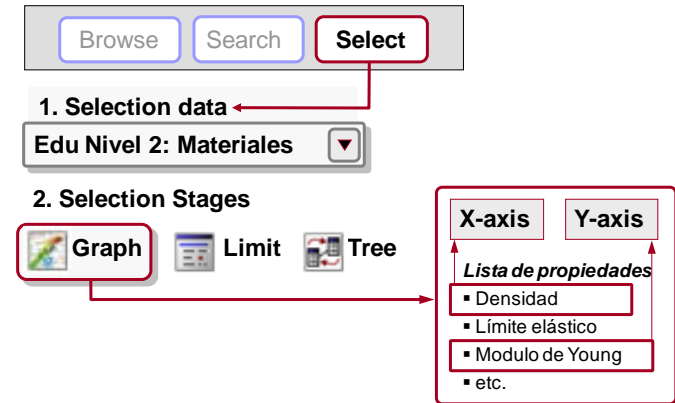 Browse Search Select
1. Selection data
Edu Nivel 2: Materiales
2. Selection Stages
Graph Limit Tree
X-axis Y-axis
Lista de propiedades
▪ Densidad
▪ Límite elástico
▪ Modulo de Young
▪ etc.